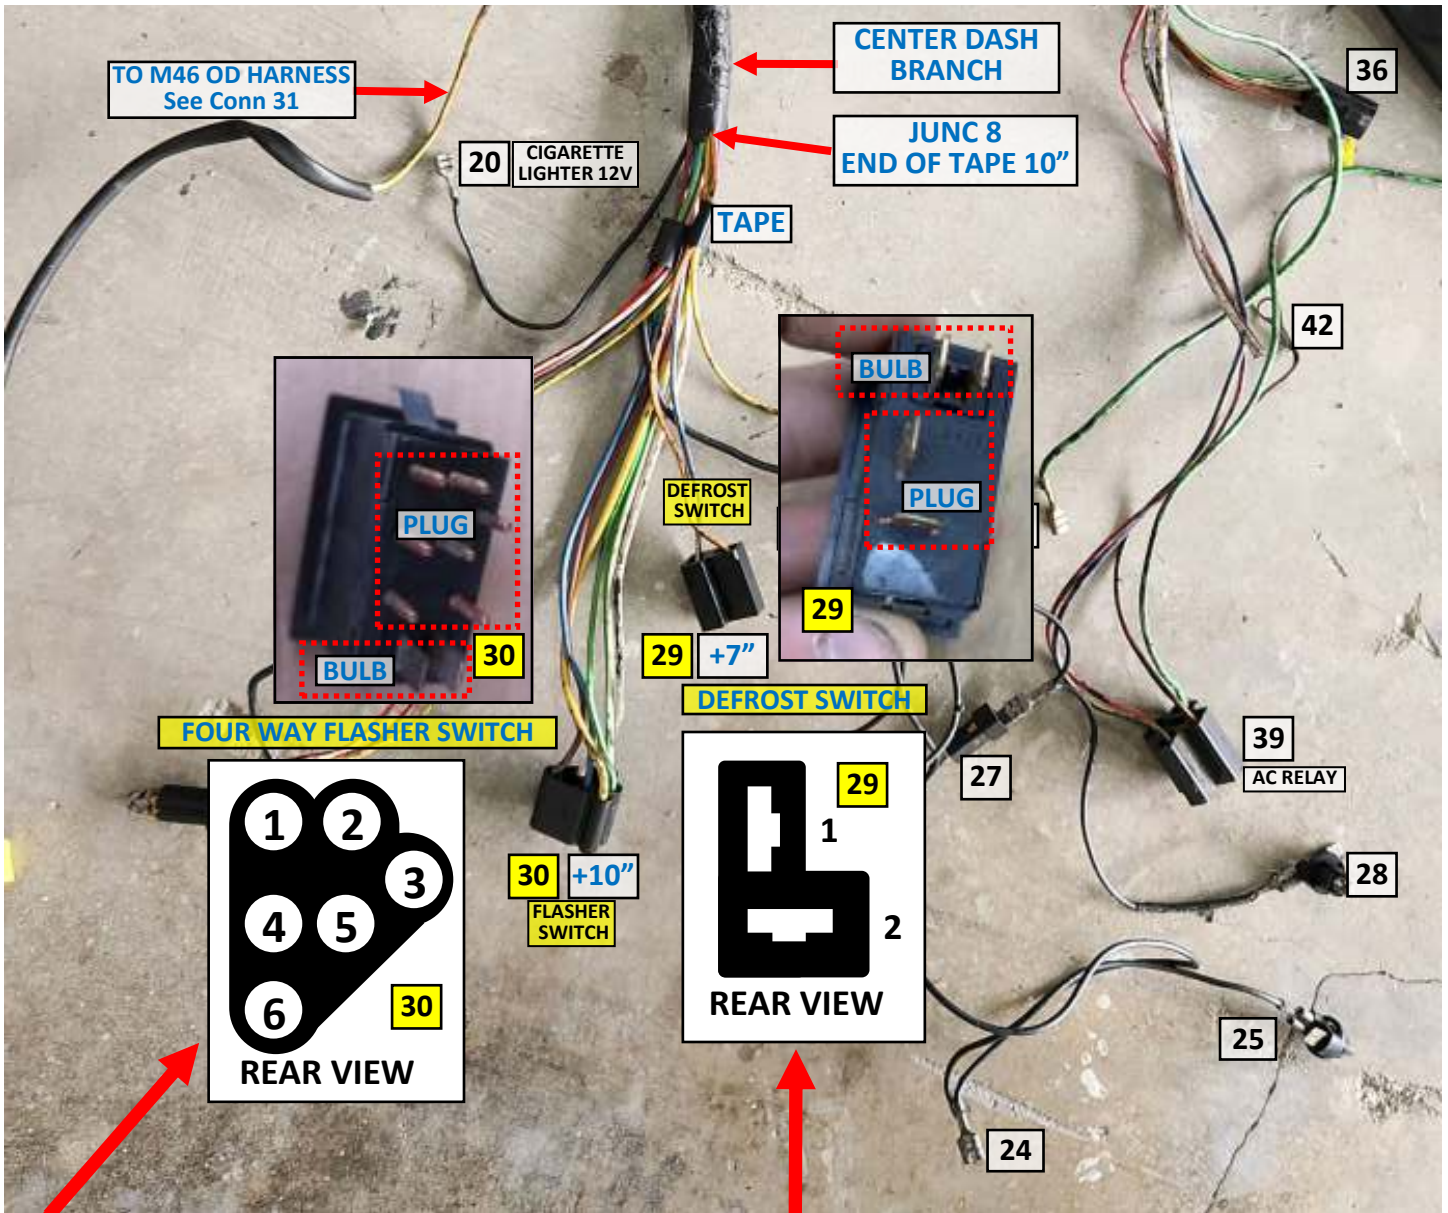 CENTER DASH
BRANCH
36
TO M46 OD HARNESS
See Conn 31
JUNC 8
END OF TAPE 10”
20
CIGARETTE
LIGHTER 12V
TAPE
42
BULB
PLUG
DEFROST
SWITCH
PLUG
29
30
29
+7”
BULB
DEFROST SWITCH
FOUR WAY FLASHER SWITCH
39
AC RELAY
27
29
1
2
1
2
3
4
5
6
30
REAR VIEW
30
+10”
FLASHER
SWITCH
28
REAR VIEW
25
24